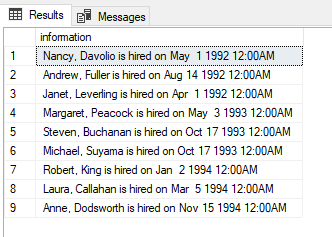 Results Messages
information
1 Nancy, Davolio is hired on May  1 1992 12:00AM
2 Andrew, Fuller is hired on Aug 14 1992 12:00AM
3 Janet, Leverling is hired on Apr  1 1992 12:00AM
4 Margaret, Peacock is hired on May  3 1993 12:00AM
5 Steven, Buchanan is hired on Oct 17 1993 12:00AM
6 Michael, Suyama is hired on Oct 17 1993 12:00AM
7 Robert, King is hired on Jan  2 1994 12:00AM
8 Laura, Callahan is hired on Mar  5 1994 12:00AM
9 Anne, Dodsworth is hired on Nov 15 1994 12:00AM